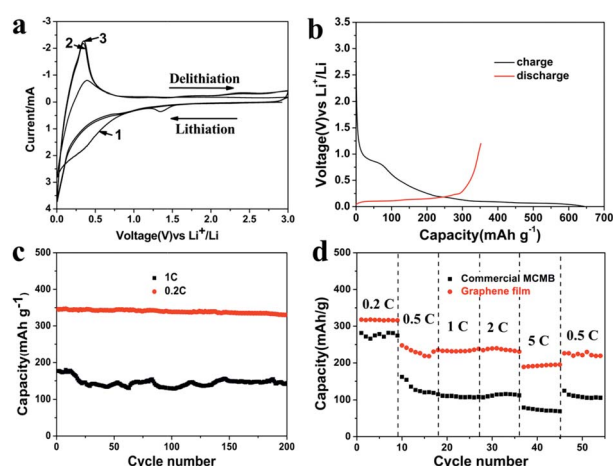 a
-3
-2
-1
0
1
2
3
4
Current/mA
2
3
Delithiation
Lithiation
1
0.0
0.5
1.0
1.5
2.0
2.5
3.0
Voltage(V)vs Li+/Li
b
3.5
3.0
2.5
2.0
1.5
1.0
0.5
0.0
Voltage(V)vs Li+/Li
charge
discharge
0
100
200
300
400
500
600
700
Capacity(mAh g-1)
c
500
400
300
200
100
0
Capacity(mAh g-1)
1C
0.2C
0
50
100
150
200
Cycle number
d
500
400
300
200
100
0
Capacity(mAh/g)
Commercial MCMB
Graphene film
0.2 C
0.5 C
1 C
2 C
5 C
0.5 C
0
10
20
30
40
50
Cycle number